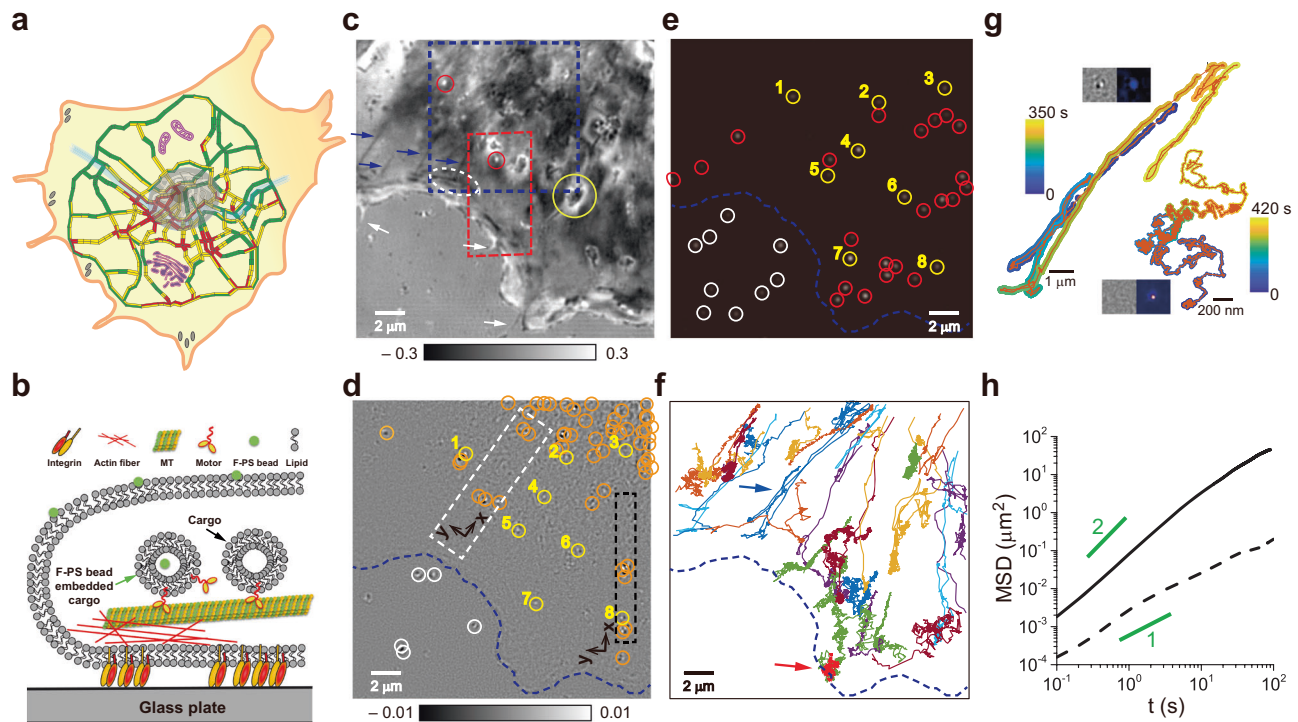 a
b
Integrin
Actin fiber
MT
Motor
F-PS bead
Lipid
Cargo
F-PS bead
embedded
cargo
Glass plate
c
2 μm
– 0.3
0.3
d
1
2
3
4
5
6
7
8
y
x
y
x
2 μm
– 0.01
0.01
e
1
2
3
4
5
6
7
8
2 μm
f
2 μm
g
350 s
0
1 μm
420 s
0
200 nm
h
MSD (μm²)
10²
10¹
10⁰
10⁻¹
10⁻²
10⁻³
10⁻⁴
2
1
10⁻¹
10⁰
10¹
10²
t (s)